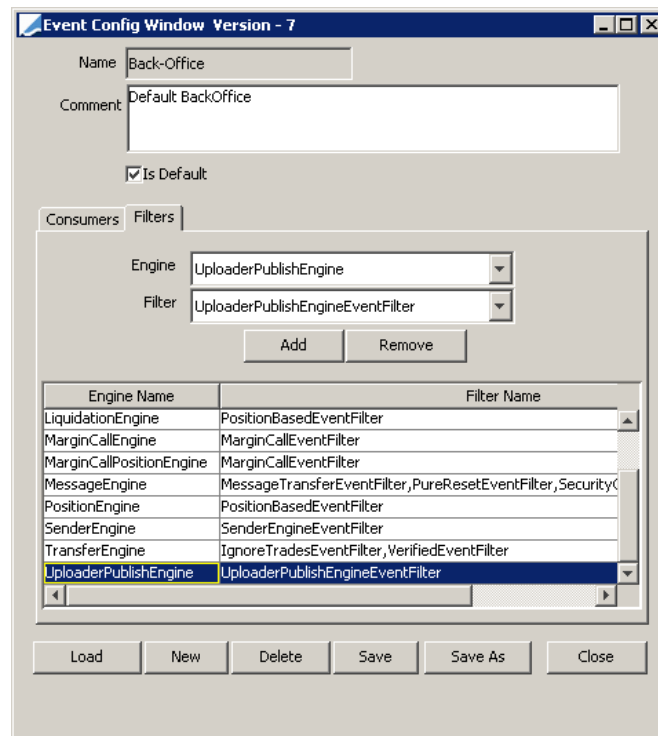 Event Config Window Version - 7
Name Back-Office
Comment Default BackOffice
Is Default
Consumers Filters
Engine UploaderPublishEngine
Filter UploaderPublishEngineEventFilter
Add Remove
Engine Name Filter Name
LiquidationEngine PositionBasedEventFilter
MarginCallEngine MarginCallEventFilter
MarginCallPositionEngine MarginCallEventFilter
MessageEngine MessageTransferEventFilter,PureResetEventFilter,Security
PositionEngine PositionBasedEventFilter
SenderEngine SenderEngineEventFilter
TransferEngine IgnoreTradesEventFilter,VerifiedEventFilter
UploaderPublishEngine UploaderPublishEngineEventFilter
Load New Delete Save Save As Close